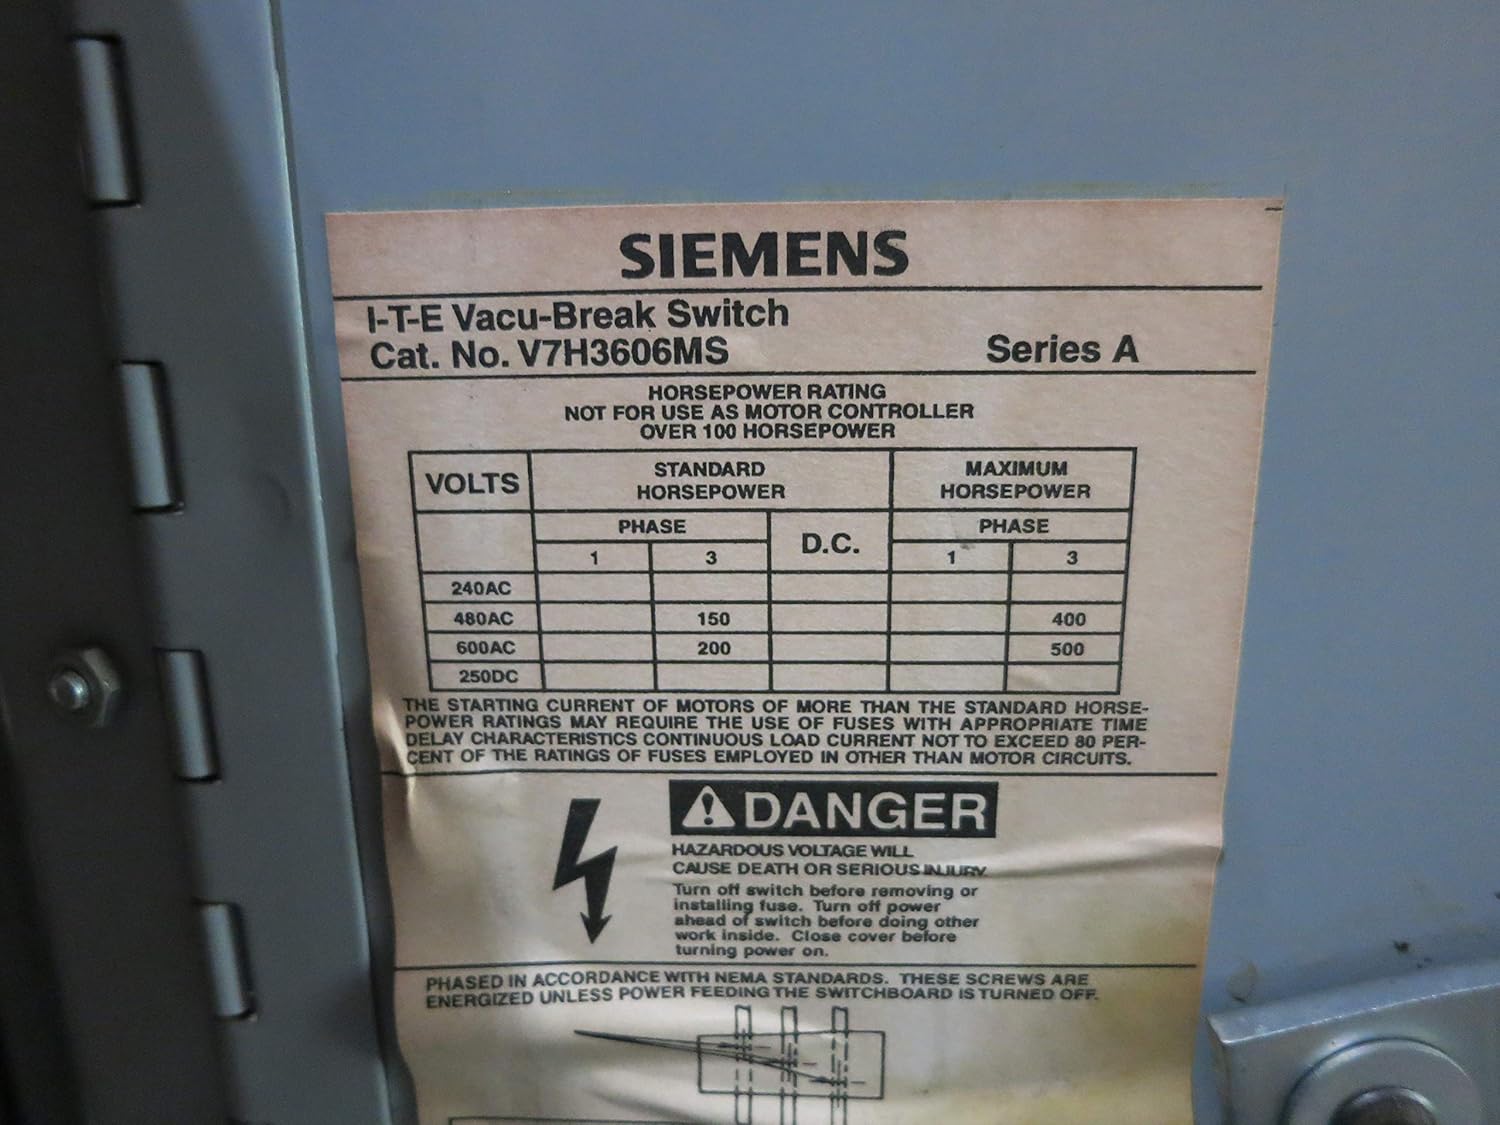 SIEMENS
I-T-E Vacu-Break Switch
Cat. No. V7H3606MS Series A
HORSEPOWER RATING
NOT FOR USE AS MOTOR CONTROLLER
OVER 100 HORSEPOWER
VOLTS STANDARD HORSEPOWER MAXIMUM HORSEPOWER
PHASE D.C. PHASE
1 3 1 3
240AC
480AC 150 400
600AC 200 500
250DC
THE STARTING CURRENT OF MOTORS OF MORE THAN THE STANDARD HORSE-
POWER RATINGS MAY REQUIRE THE USE OF FUSES WITH APPROPRIATE TIME
DELAY CHARACTERISTICS CONTINUOUS LOAD CURRENT NOT TO EXCEED 80 PER-
CENT OF THE RATINGS OF FUSES EMPLOYED IN OTHER THAN MOTOR CIRCUITS.
DANGER
HAZARDOUS VOLTAGE WILL
CAUSE DEATH OR SERIOUS INJURY
Turn off switch before removing or
installing fuse. Turn off power
ahead of switch before doing other
work inside. Close cover before
turning power on.
PHASED IN ACCORDANCE WITH NEMA STANDARDS. THESE SCREWS ARE
ENERGIZED UNLESS POWER FEEDING THE SWITCHBOARD IS TURNED OFF.